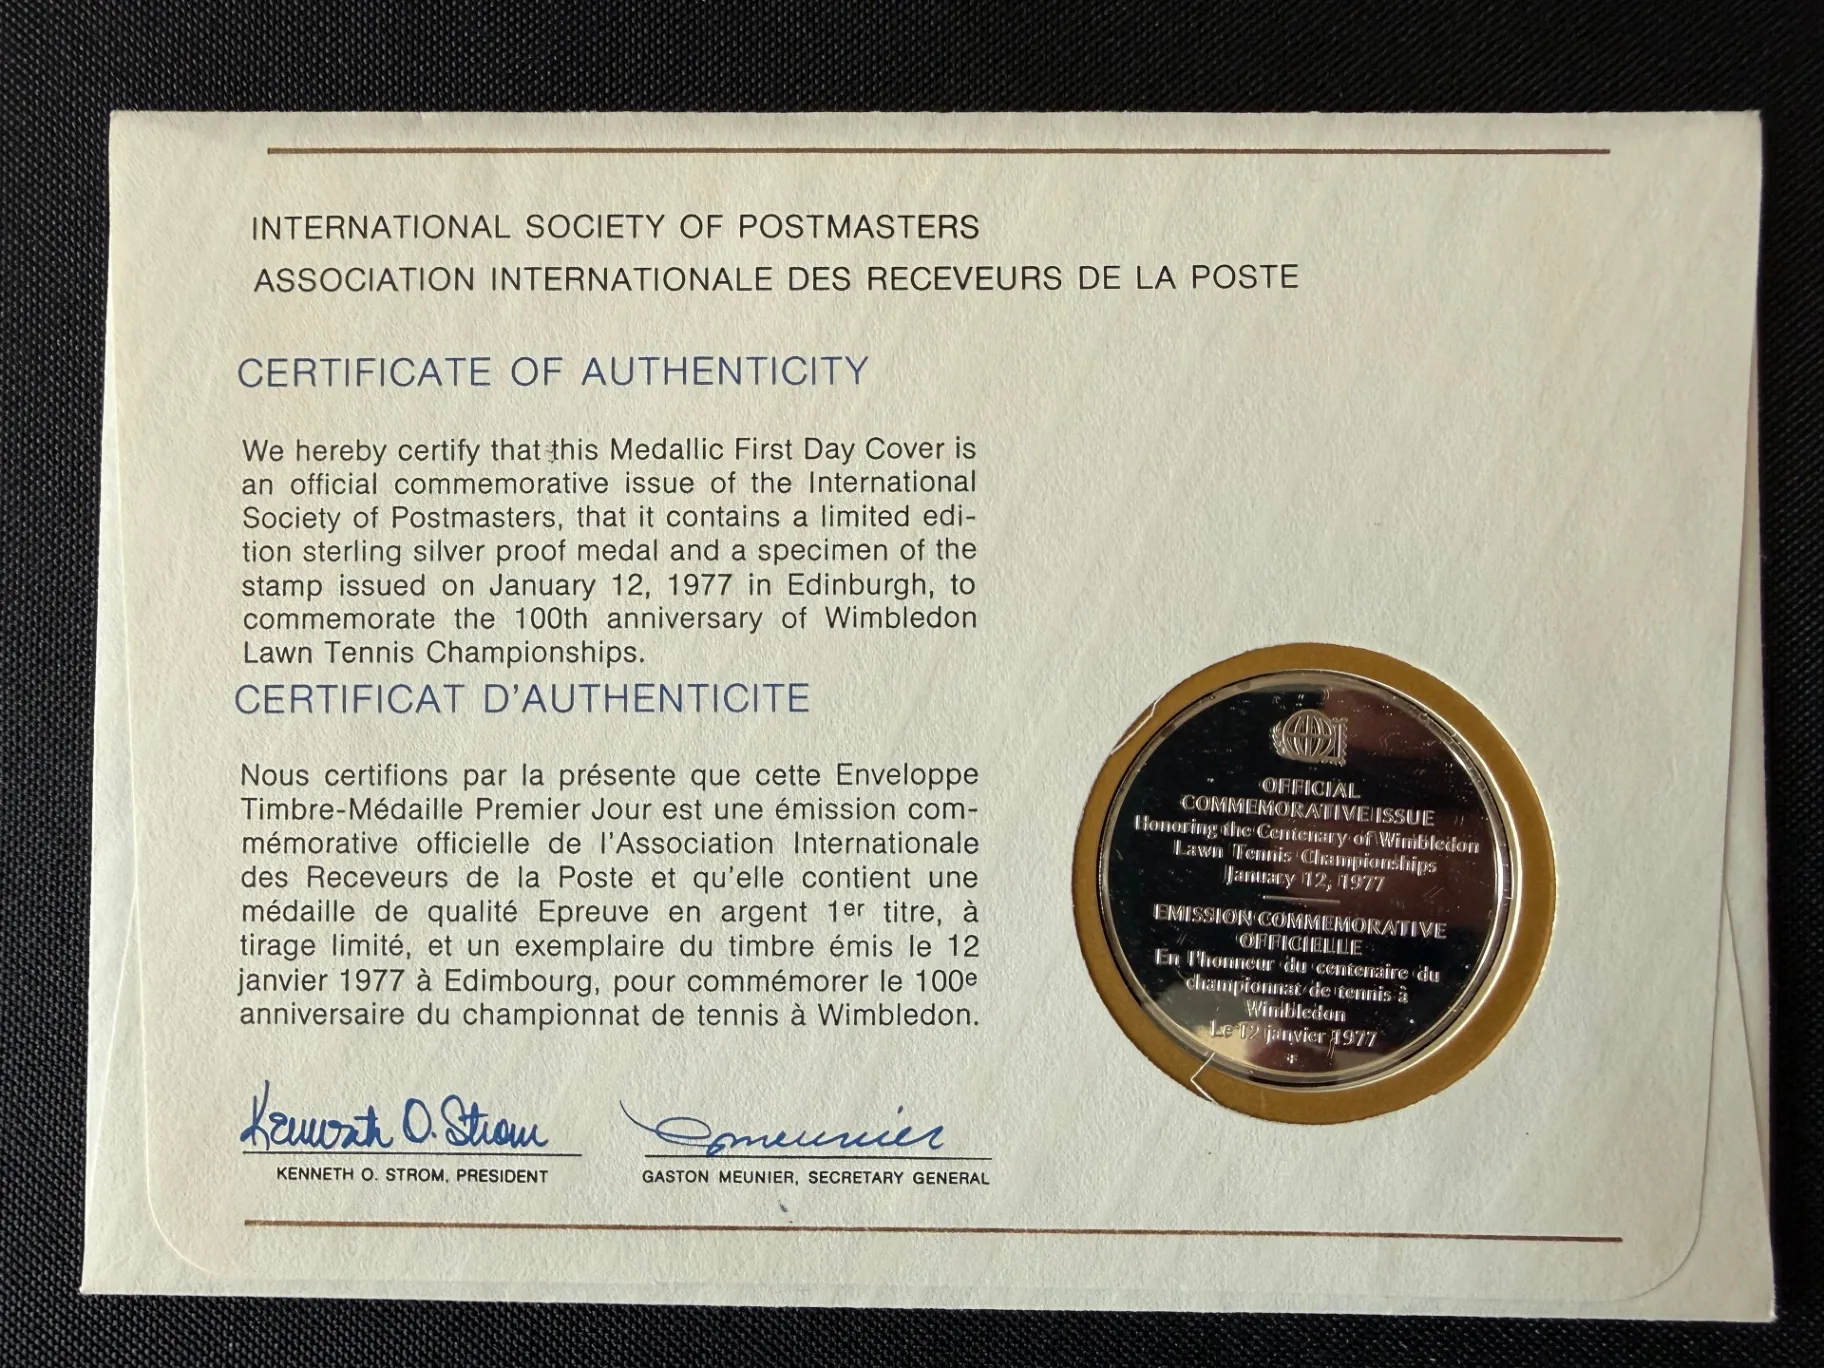 INTERNATIONAL SOCIETY OF POSTMASTERS
ASSOCIATION INTERNATIONALE DES RECEVEURS DE LA POSTE
CERTIFICATE OF AUTHENTICITY
We hereby certify that this Medallic First Day Cover is
an official commemorative issue of the International
Society of Postmasters, that it contains a limited edi-
tion sterling silver proof medal and a specimen of the
stamp issued on January 12, 1977 in Edinburgh, to
commemorate the 100th anniversary of Wimbledon
Lawn Tennis Championships.
CERTIFICAT D'AUTHENTICITE
Nous certifions par la présente que cette Enveloppe
Timbre-Médaille Premier Jour est une émission com-
mémorative officielle de l'Association Internationale
des Receveurs de la Poste et qu'elle contient une
médaille de qualité Epreuve en argent 1er titre, à
tirage limité, et un exemplaire du timbre émis le 12
janvier 1977 à Edimbourg, pour commémorer le 100e
anniversaire du championnat de tennis à Wimbledon.
Kenneth O. Strom
KENNETH O. STROM, PRESIDENT
GMeunier
GASTON MEUNIER, SECRETARY GENERAL
OFFICIAL
COMMEMORATIVE ISSUE
Honoring the Centenary of Wimbledon
Lawn Tennis Championships
January 12, 1977
EMISSION COMMEMORATIVE
OFFICIELLE
En l'honneur du centenaire du
championnat de tennis à
Wimbledon
Le 12 janvier 1977